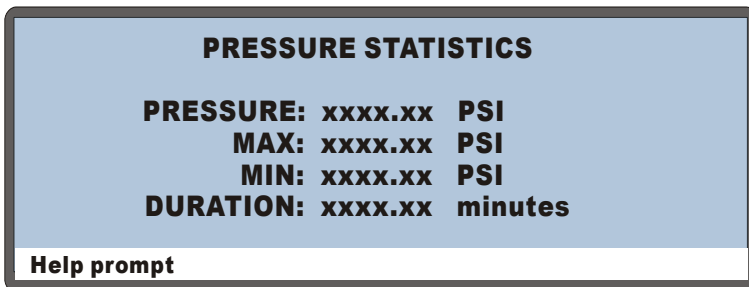 PRESSURE STATISTICS
PRESSURE: xxxx.xx PSI
MAX: xxxx.xx PSI
MIN: xxxx.xx PSI
DURATION: xxxx.xx minutes
Help prompt